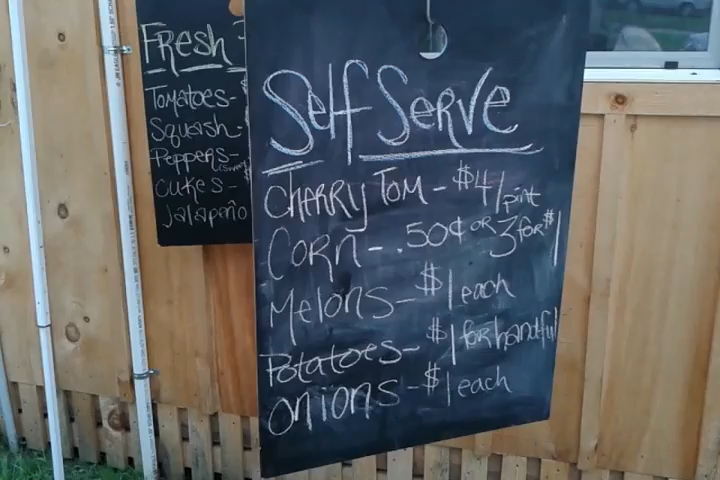 Fresh
Tomatoes-
Squash-
Peppers-
Cukes-
Jalapaño
Self Serve
Cherry Tom - $4/pint
Corn - .50¢ or 3 for $1
Melons - $1 each
Potatoes - $1 for handful
Onions - $1 each